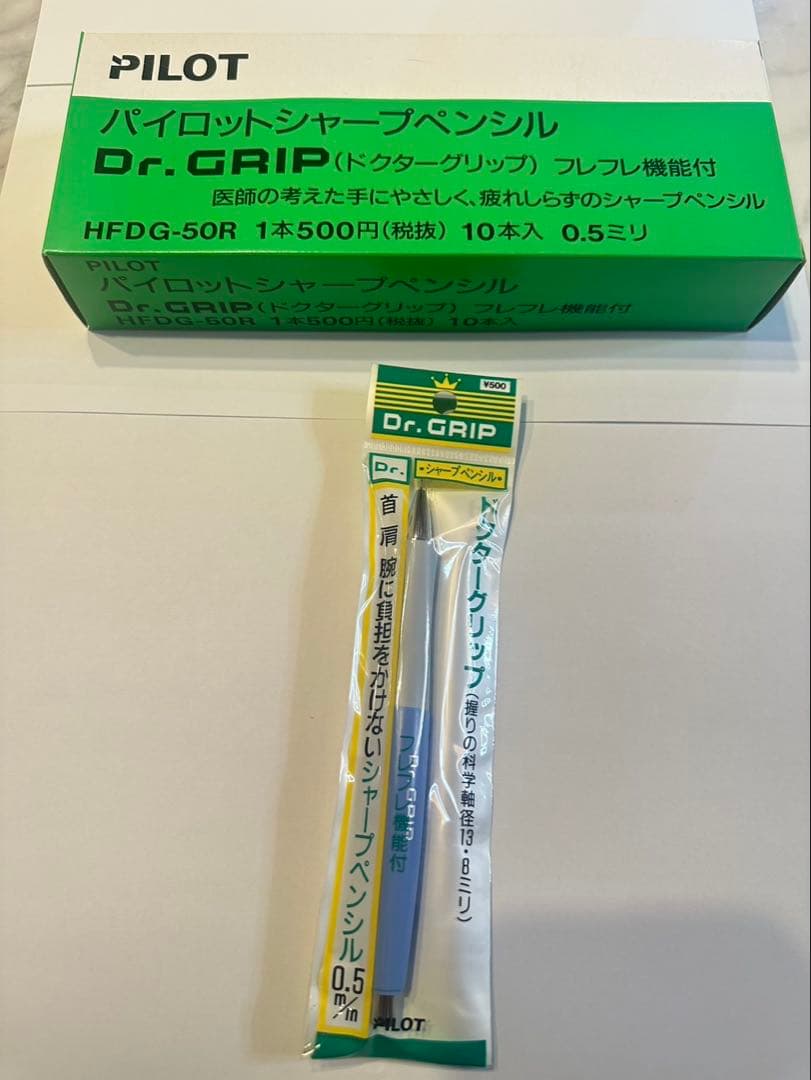 PILOT
パイロットシャープペンシル
Dr. GRIP(ドクターグリップ) フレフレ機能付
医師の考えた手にやさしく、疲れしらずのシャープペンシル
HFDG-50R 1本500円(税抜) 10本入 0.5ミリ
PILOT
パイロットシャープペンシル
Dr. GRIP(ドクターグリップ) フレフレ機能付
HFDG-50R 1本500円(税抜) 10本入
¥500
Dr. GRIP
Dr.
•シャープペンシル•
ドクターグリップ(握りの科学軸径13・8ミリ)
首 肩 腕に負担をかけないシャープペンシル
0.5
m/m
フレフレ機能付
Dr. GRIP
PILOT